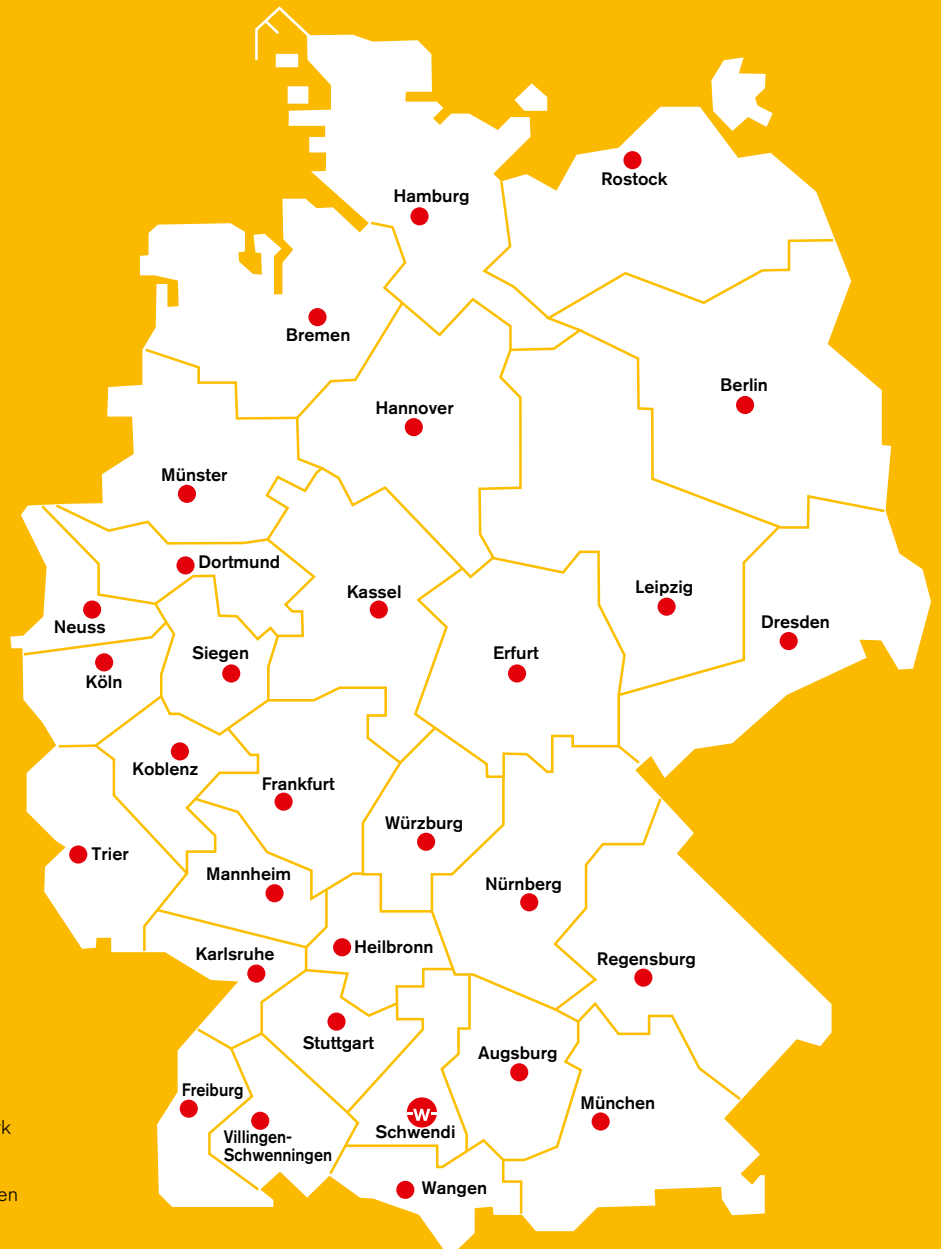 Rostock
Hamburg
Bremen
Berlin
Hannover
Münster
Dortmund
Leipzig
Kassel
Neuss
Dresden
Siegen
Erfurt
Köln
Koblenz
Frankfurt
Würzburg
Trier
Mannheim
Nürnberg
Heilbronn
Karlsruhe
Regensburg
Stuttgart
Augsburg
Freiburg
München
-w-
Schwendi
Villingen-
Schwenningen
Wangen